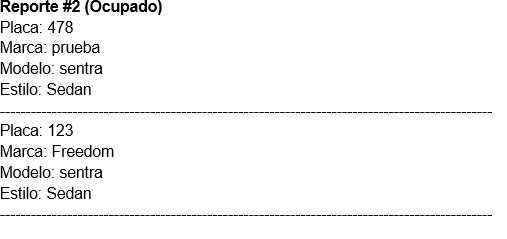 Reporte #2 (Ocupado)
Placa: 478
Marca: prueba
Modelo: sentra
Estilo: Sedan
----------------------------------------------------------------------------------------------------
Placa: 123
Marca: Freedom
Modelo: sentra
Estilo: Sedan
----------------------------------------------------------------------------------------------------